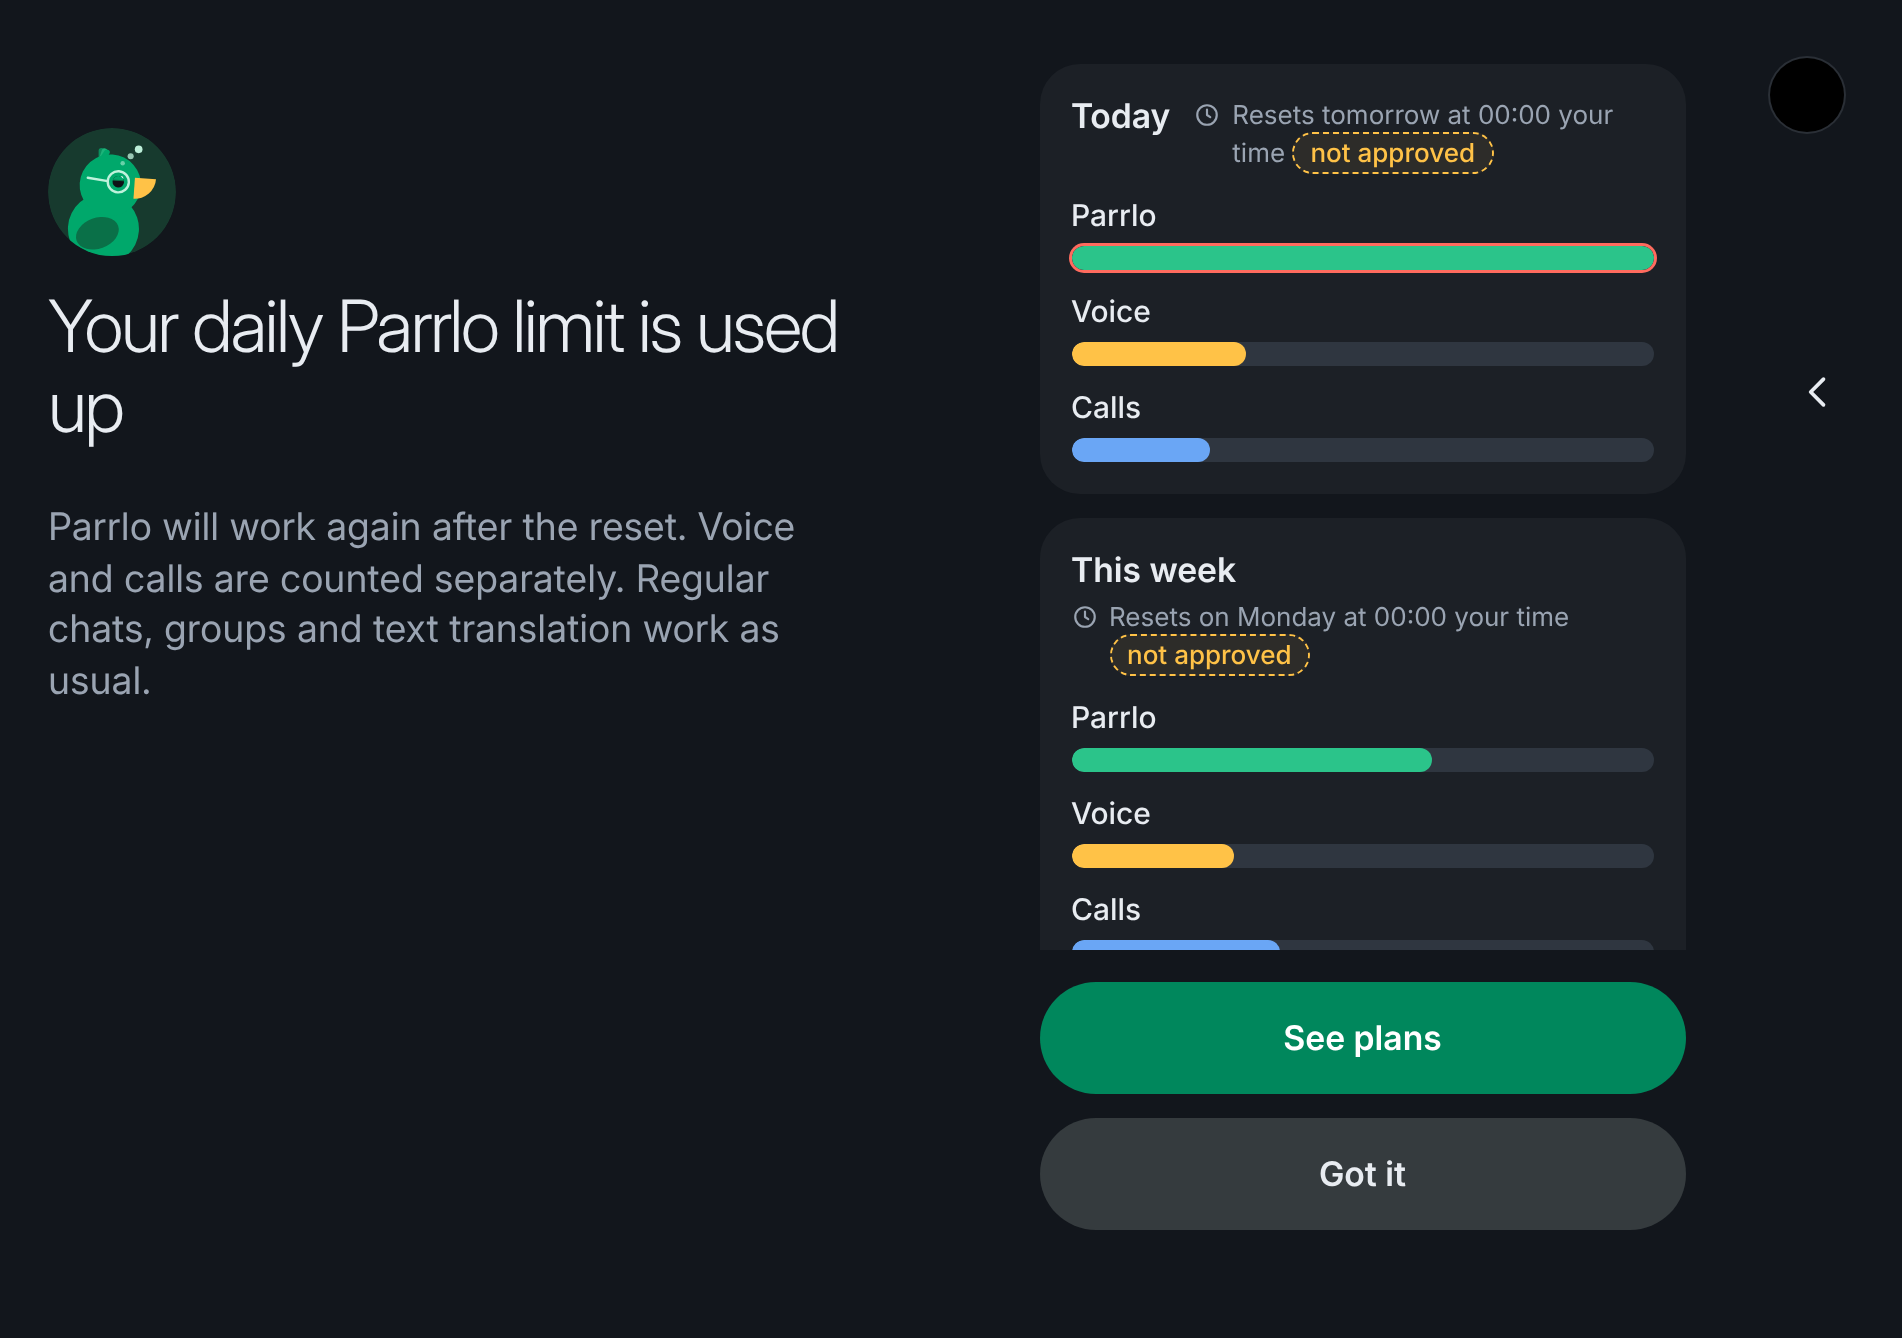 Your daily Parrlo limit is used
up
Parrlo will work again after the reset. Voice
and calls are counted separately. Regular
chats, groups and text translation work as
usual.
Today
Resets tomorrow at 00:00 your
time not approved
Parrlo
Voice
Calls
This week
Resets on Monday at 00:00 your time
not approved
Parrlo
Voice
Calls
See plans
Got it